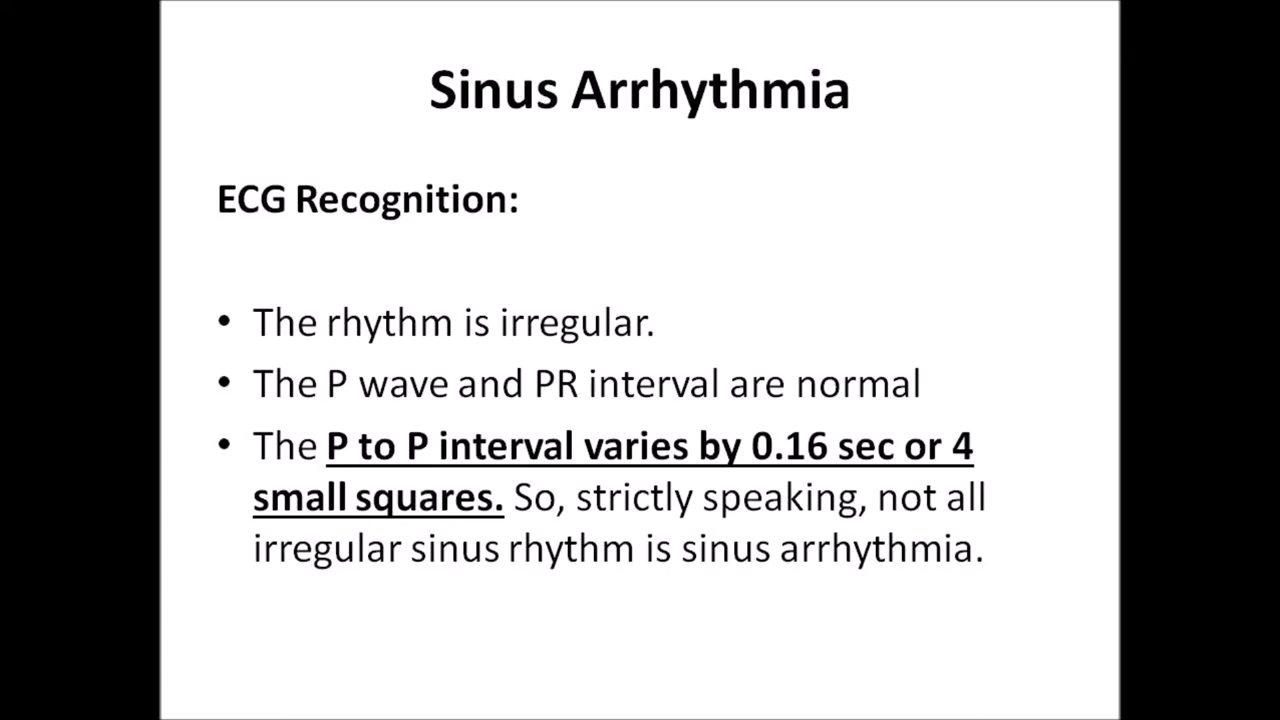 Sinus Arrhythmia
ECG Recognition:
• The rhythm is irregular.
• The P wave and PR interval are normal
• The P to P interval varies by 0.16 sec or 4
small squares. So, strictly speaking, not all
irregular sinus rhythm is sinus arrhythmia.